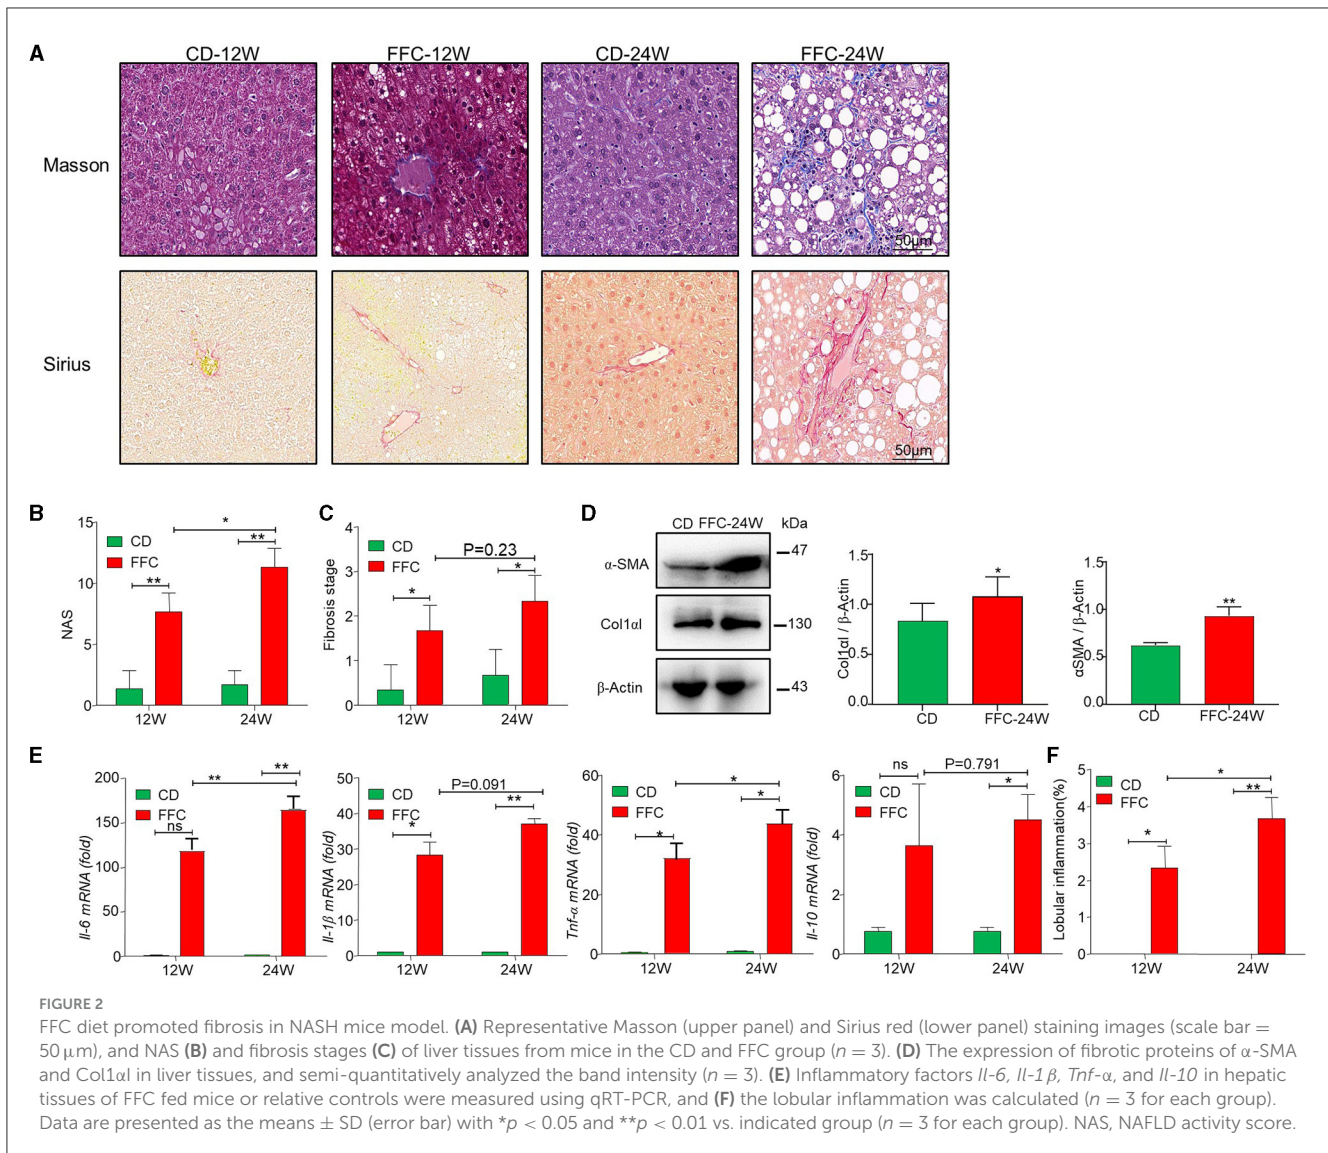 A
CD-12W FFC-12W CD-24W FFC-24W
Masson
50μm
Sirius
50μm
B
NAS
15
10
5
0
CD
FFC
**
**
*
12W 24W
C
Fibrosis stage
4
3
2
1
0
CD
FFC
*
*
P=0.23
12W 24W
D
CD FFC-24W kDa
α-SMA 47
Col1αI 130
β-Actin 43
Col1αI / β-Actin
1.5
1.0
0.5
0.0
*
CD FFC-24W
αSMA / β-Actin
1.5
1.0
0.5
0.0
**
CD FFC-24W
E
Il-6 mRNA (fold)
200
150
100
50
0
CD
FFC
ns
**
**
12W 24W
Il-1β mRNA (fold)
50
40
30
20
10
0
CD
FFC
*
P=0.091
**
12W 24W
Tnf-α mRNA (fold)
60
40
20
0
CD
FFC
*
*
*
12W 24W
Il-10 mRNA (fold)
6
4
2
0
CD
FFC
ns
P=0.791
*
12W 24W
F
Lobular inflammation(%)
5
4
3
2
1
0
CD
FFC
*
*
**
12W 24W
FIGURE 2
FFC diet promoted fibrosis in NASH mice model. (A) Representative Masson (upper panel) and Sirius red (lower panel) staining images (scale bar =
50 μm), and NAS (B) and fibrosis stages (C) of liver tissues from mice in the CD and FFC group (n = 3). (D) The expression of fibrotic proteins of α-SMA
and Col1αI in liver tissues, and semi-quantitatively analyzed the band intensity (n = 3). (E) Inflammatory factors Il-6, Il-1β, Tnf-α, and Il-10 in hepatic
tissues of FFC fed mice or relative controls were measured using qRT-PCR, and (F) the lobular inflammation was calculated (n = 3 for each group).
Data are presented as the means ± SD (error bar) with *p < 0.05 and **p < 0.01 vs. indicated group (n = 3 for each group). NAS, NAFLD activity score.